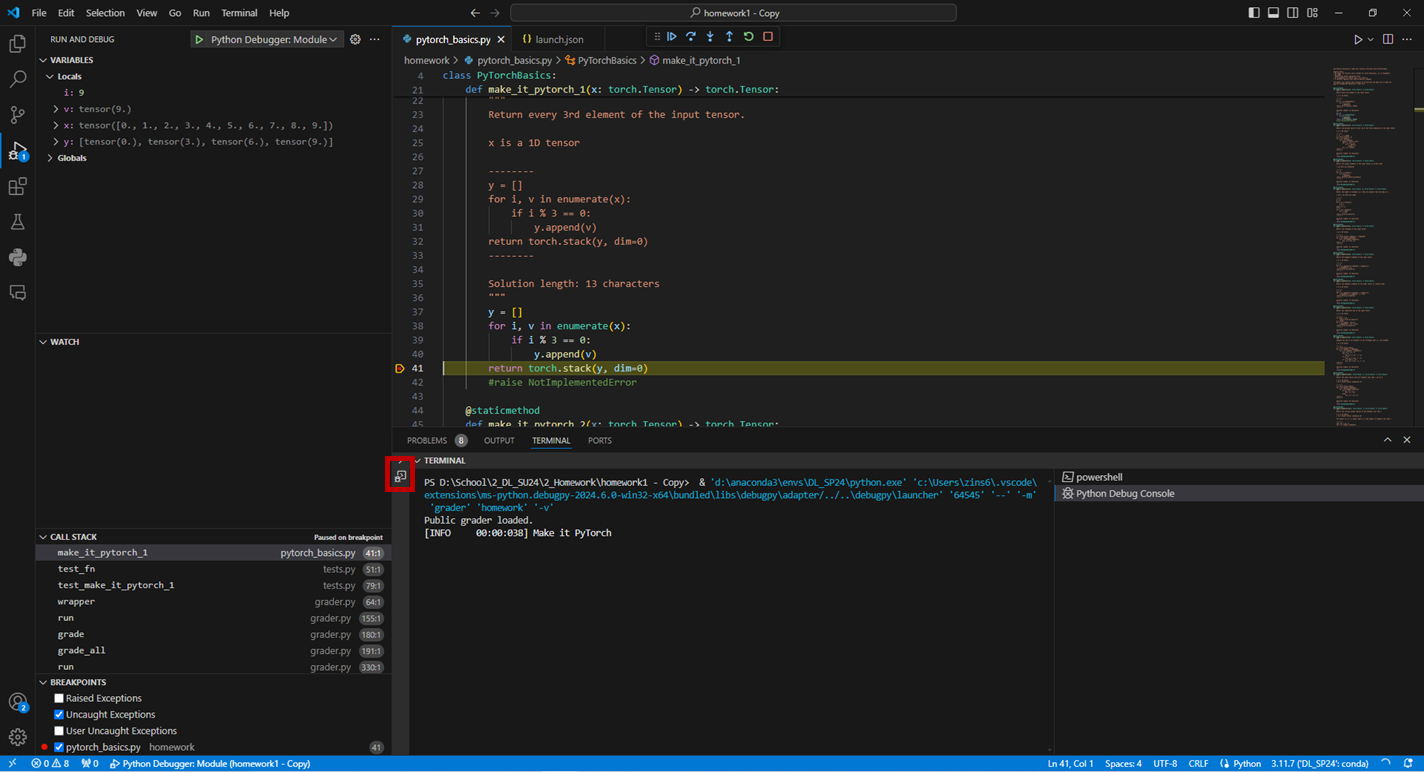 File Edit Selection View Go Run Terminal Help
homework1 - Copy
RUN AND DEBUG
Python Debugger: Module
VARIABLES
Locals
i: 9
v: tensor(9.)
x: tensor([0., 1., 2., 3., 4., 5., 6., 7., 8., 9.])
y: [tensor(0.), tensor(3.), tensor(6.), tensor(9.)]
Globals
WATCH
CALL STACK Paused on breakpoint
make_it_pytorch_1 pytorch_basics.py 41:1
test_fn tests.py 51:1
test_make_it_pytorch_1 tests.py 79:1
wrapper grader.py 64:1
run grader.py 155:1
grade grader.py 180:1
grade_all grader.py 191:1
run grader.py 330:1
BREAKPOINTS
Raised Exceptions
Uncaught Exceptions
User Uncaught Exceptions
pytorch_basics.py homework 41
1
2
pytorch_basics.py
{} launch.json
homework > pytorch_basics.py > PyTorchBasics > make_it_pytorch_1
4 class PyTorchBasics:
21 def make_it_pytorch_1(x: torch.Tensor) -> torch.Tensor:
22 """
23 Return every 3rd element of the input tensor.
24
25 x is a 1D tensor
26
27 --------
28 y = []
29 for i, v in enumerate(x):
30 if i % 3 == 0:
31 y.append(v)
32 return torch.stack(y, dim=0)
33 --------
34
35 Solution length: 13 characters
36 """
37 y = []
38 for i, v in enumerate(x):
39 if i % 3 == 0:
40 y.append(v)
41 return torch.stack(y, dim=0)
42 #raise NotImplementedError
43
44 @staticmethod
45 def make_it_pytorch_2(x: torch.Tensor) -> torch.Tensor:
PROBLEMS 8 OUTPUT TERMINAL PORTS
TERMINAL
PS D:\School\2_DL_SU24\2_Homework\homework1 - Copy> & 'd:\anaconda3\envs\DL_SP24\python.exe' 'c:\Users\zins6\.vscode\
extensions\ms-python.debugpy-2024.6.0-win32-x64\bundled\libs\debugpy\adapter/../..\debugpy\launcher' '64545' '--' '-m'
'grader' 'homework' '-v'
Public grader loaded.
[INFO 00:00:038] Make it PyTorch
powershell
Python Debug Console
0 8 0 Python Debugger: Module (homework1 - Copy) Ln 41, Col 1 Spaces: 4 UTF-8 CRLF Python 3.11.7 ('DL_SP24': conda)